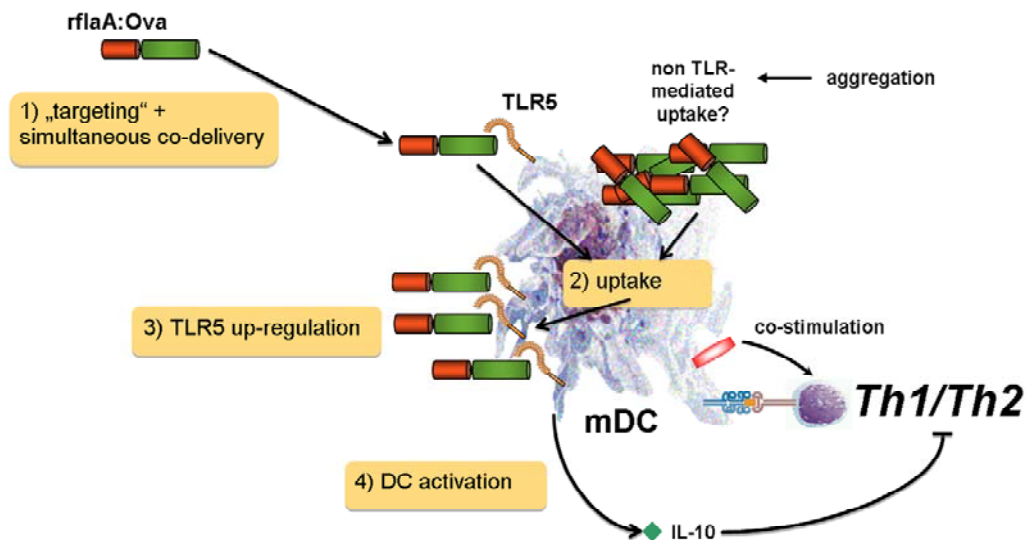 rflaA:Ova
1) „targeting“ +
simultaneous co-delivery
TLR5
non TLR-
mediated
uptake?
aggregation
2) uptake
3) TLR5 up-regulation
co-stimulation
mDC
Th1/Th2
4) DC activation
IL-10